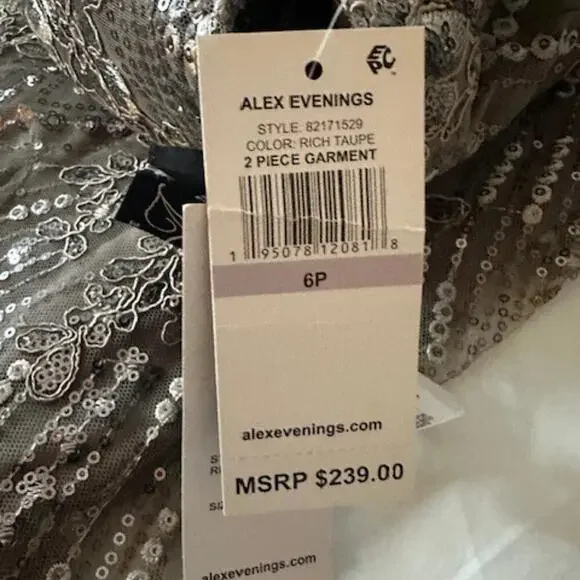 EPC
ALEX EVENINGS
STYLE: 82171529
COLOR: RICH TAUPE
2 PIECE GARMENT
1 95078 12081 8
6P
alexevenings.com
MSRP $239.00
alexevenings.com